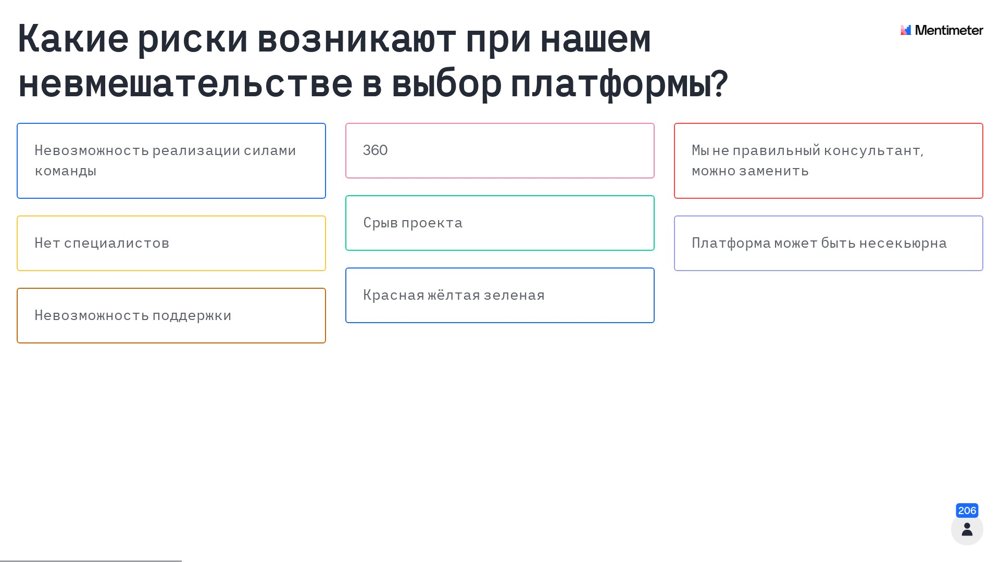 Какие риски возникают при нашем
невмешательстве в выбор платформы?
Mentimeter
Невозможность реализации силами
команды
Нет специалистов
Невозможность поддержки
360
Срыв проекта
Красная жёлтая зеленая
Мы не правильный консультант,
можно заменить
Платформа может быть несекьюрна
206